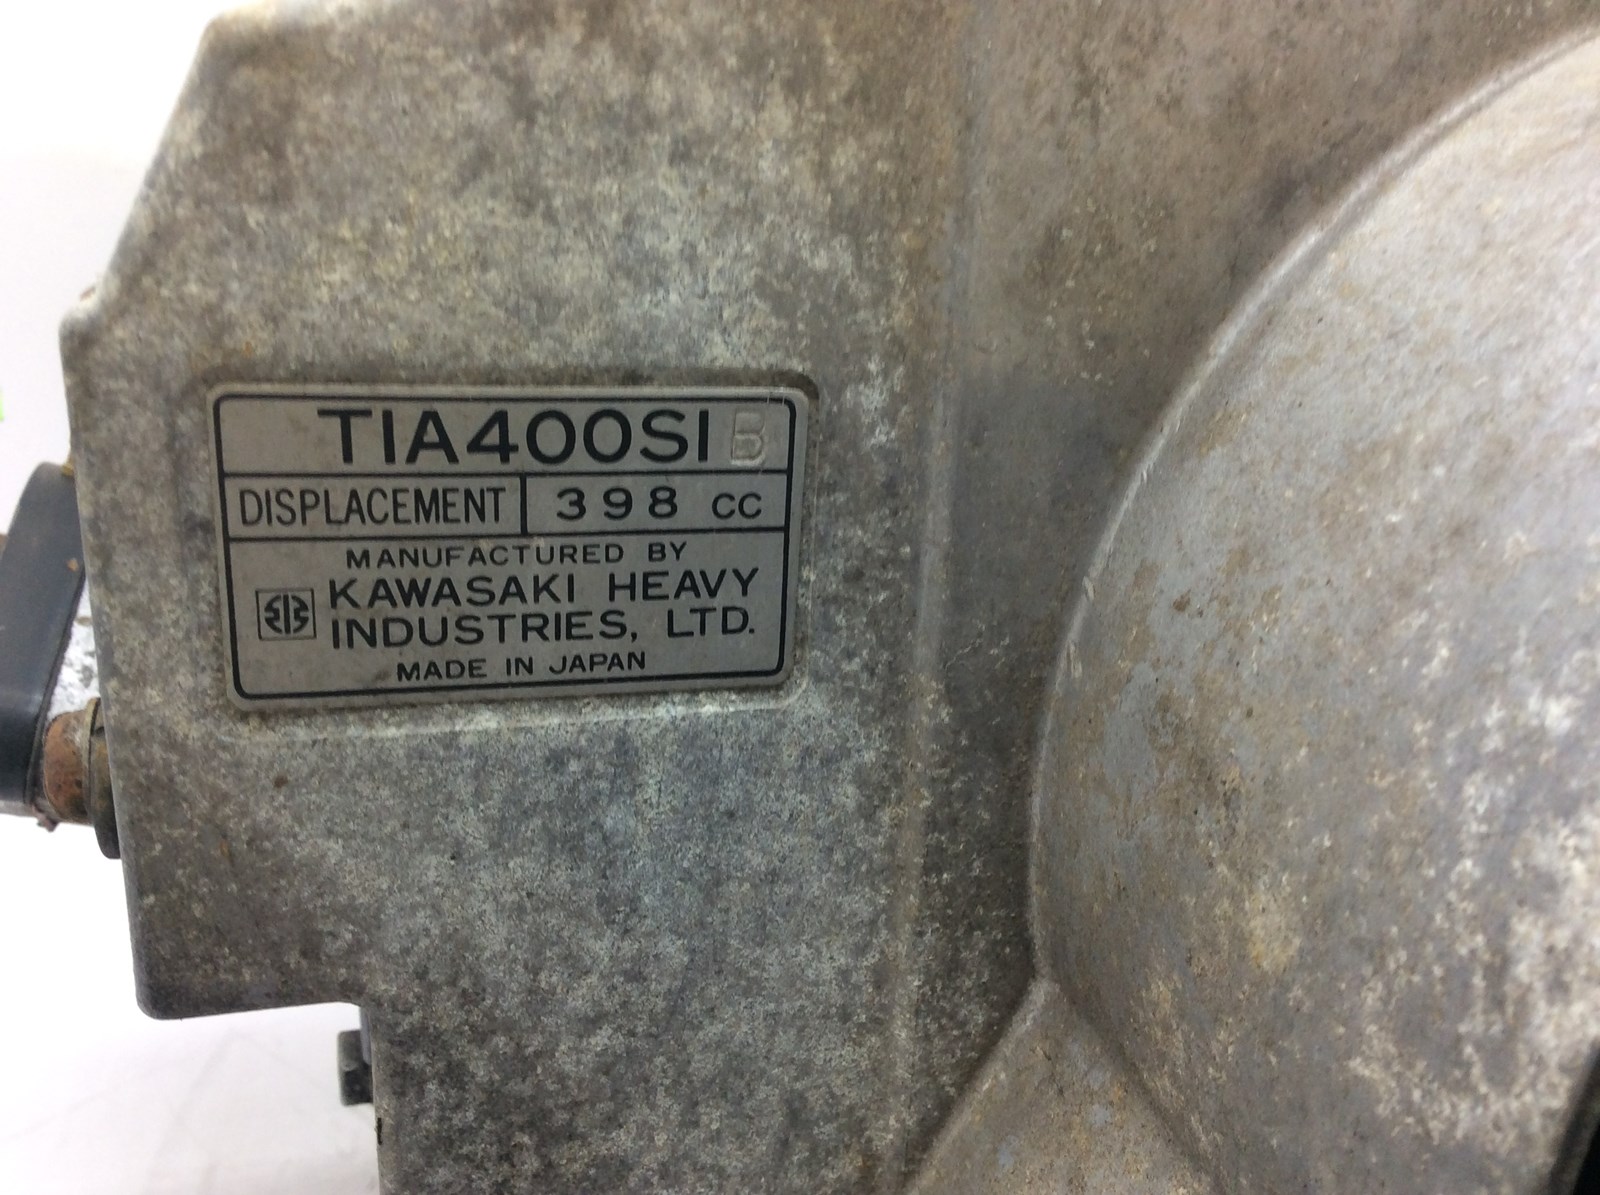 TIA400SI B
DISPLACEMENT 398 CC
MANUFACTURED BY
KAWASAKI HEAVY
INDUSTRIES, LTD.
MADE IN JAPAN